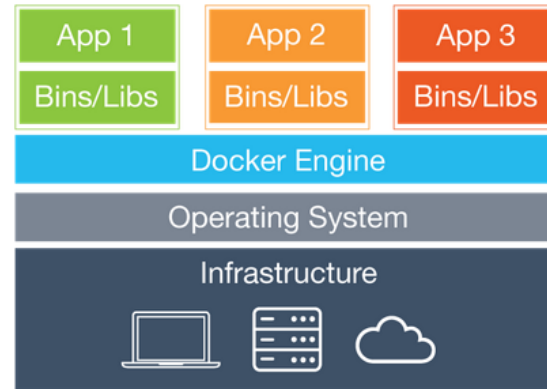 App 1 App 2 App 3
Bins/Libs Bins/Libs Bins/Libs
Docker Engine
Operating System
Infrastructure